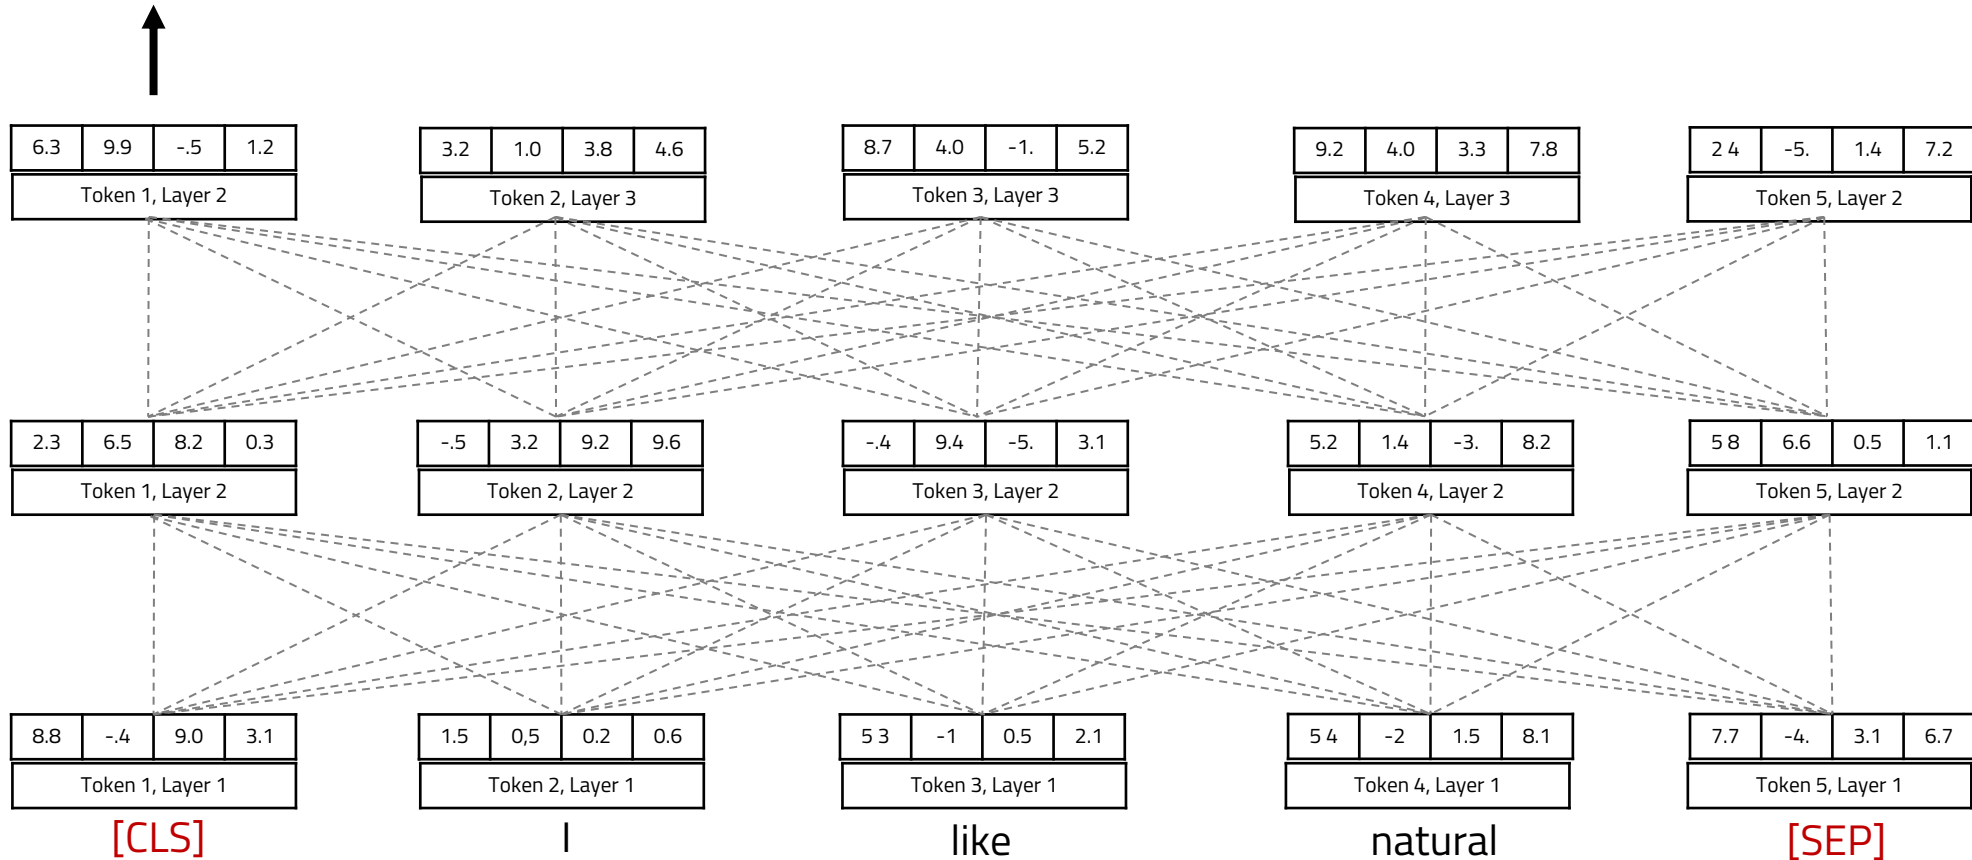 6.3 9.9 -.5 1.2 3.2 1.0 3.8 4.6 8.7 4.0 -1. 5.2 9.2 4.0 3.3 7.8 2 4 -5. 1.4 7.2
Token 1, Layer 2 Token 2, Layer 3 Token 3, Layer 3 Token 4, Layer 3 Token 5, Layer 2
2.3 6.5 8.2 0.3 -.5 3.2 9.2 9.6 -.4 9.4 -5. 3.1 5.2 1.4 -3. 8.2 5 8 6.6 0.5 1.1
Token 1, Layer 2 Token 2, Layer 2 Token 3, Layer 2 Token 4, Layer 2 Token 5, Layer 2
8.8 -.4 9.0 3.1 1.5 0,5 0.2 0.6 5 3 -1 0.5 2.1 5 4 -2 1.5 8.1 7.7 -4. 3.1 6.7
Token 1, Layer 1 Token 2, Layer 1 Token 3, Layer 1 Token 4, Layer 1 Token 5, Layer 1
[CLS] I like natural [SEP]